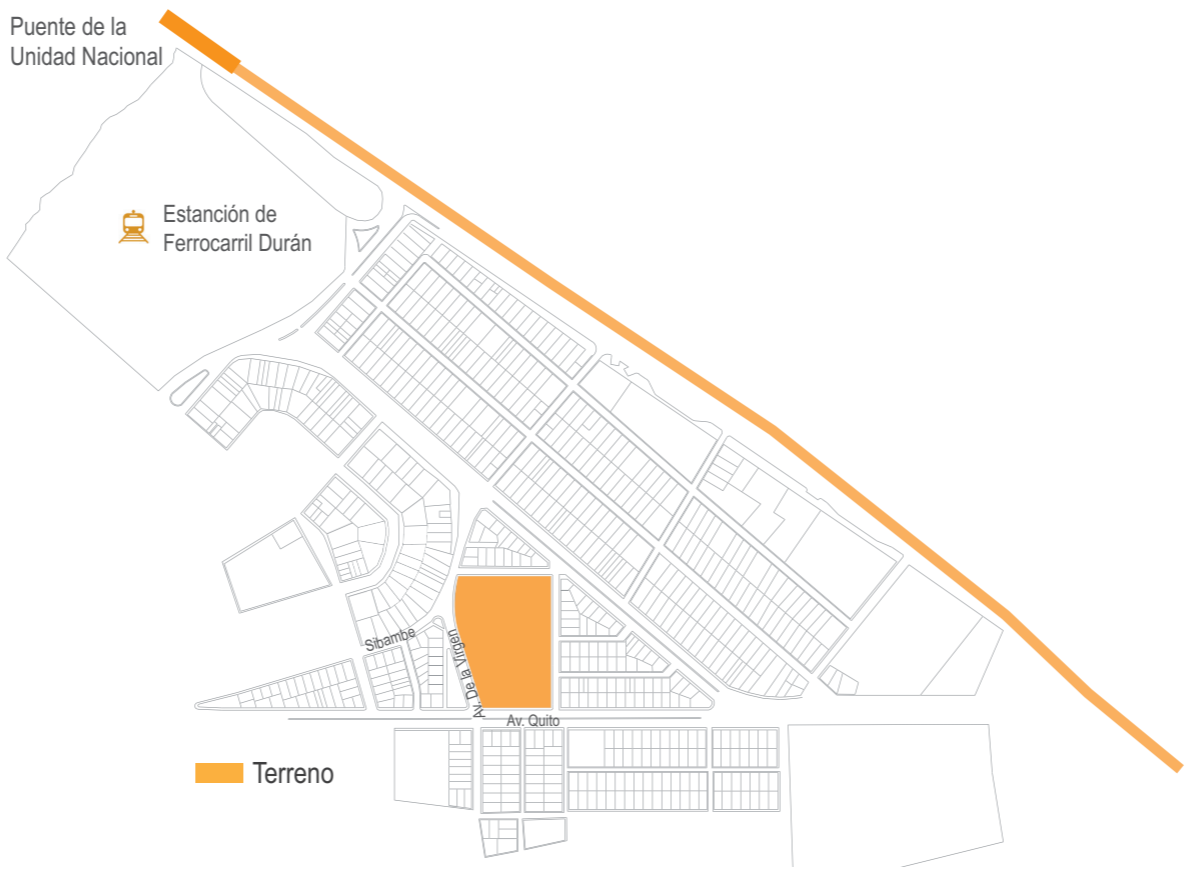 Puente de la
Unidad Nacional
Estanción de
Ferrocarril Durán
Sibambe
Av. De la Virgen
Av. Quito
Terreno